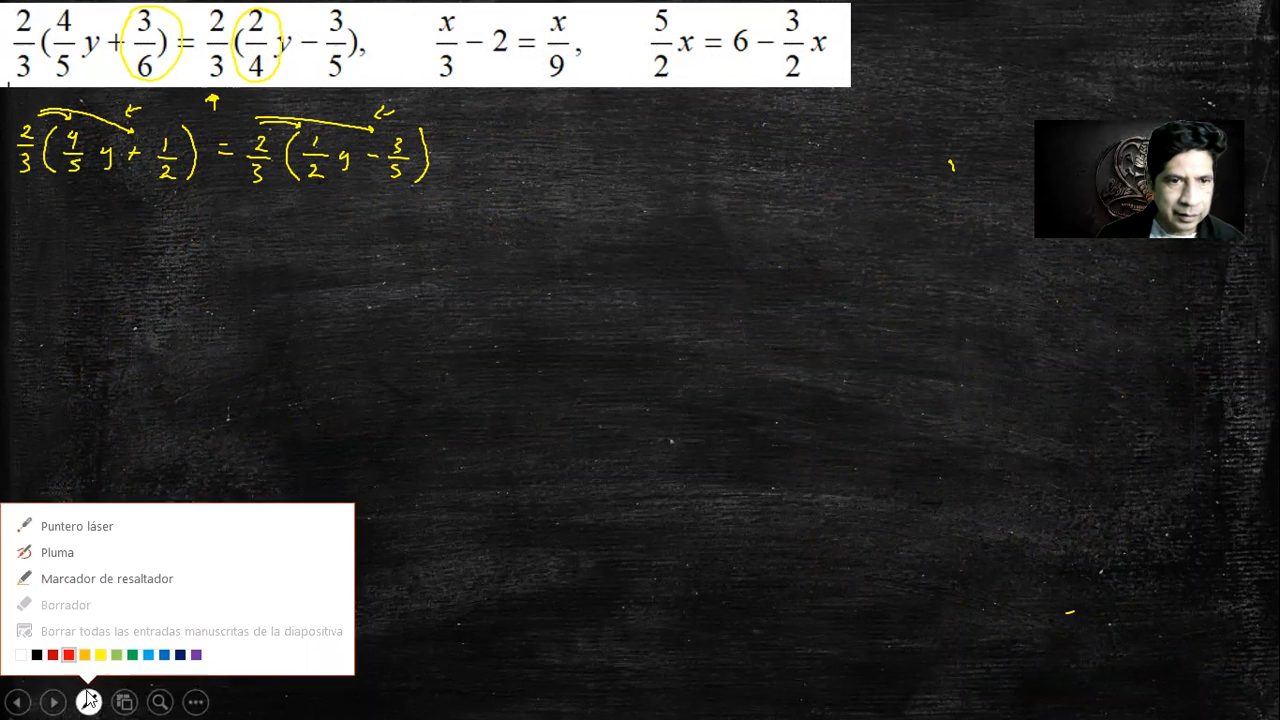 2/3(4/5 y + 3/6) = 2/3(2/4 y − 3/5), x/3 − 2 = x/9, 5/2 x = 6 − 3/2 x
2/3 (4/5 y + 1/2) = 2/3 (1/2 y − 3/5)
Puntero láser
Pluma
Marcador de resaltador
Borrador
Borrar todas las entradas manuscritas de la diapositiva